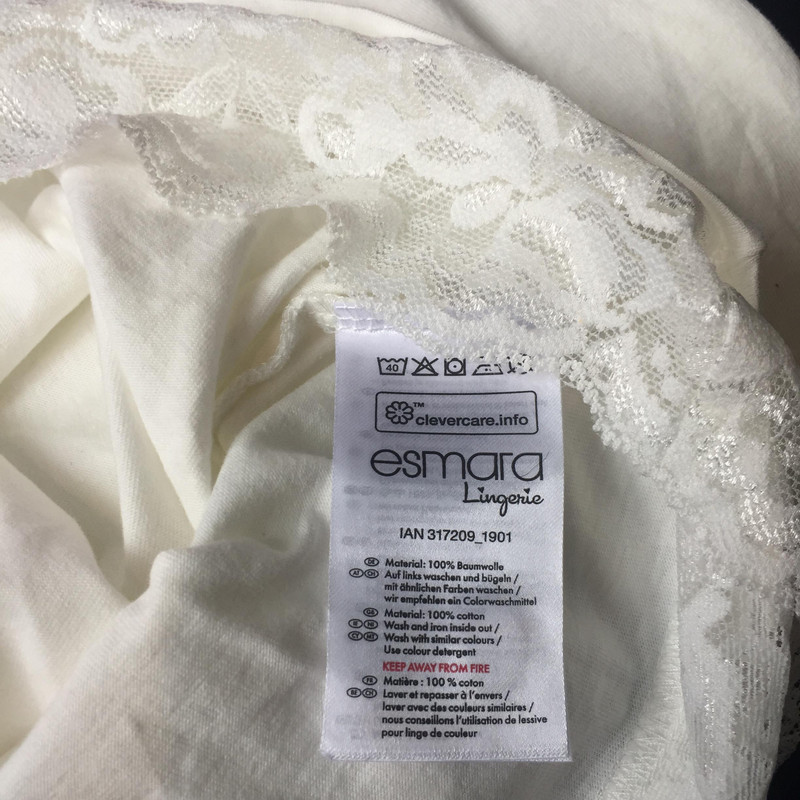 40
™
clevercare.info
esmara
Lingerie
IAN 317209_1901
DE Material: 100% Baumwolle
AT CH Auf links waschen und bügeln /
mit ähnlichen Farben waschen /
wir empfehlen ein Colorwaschmittel
GB Material: 100% cotton
IE NI Wash and iron inside out /
CY MT Wash with similar colours /
Use colour detergent
KEEP AWAY FROM FIRE
FR Matière : 100 % coton
BE CH Laver et repasser à l'envers /
laver avec des couleurs similaires /
nous conseillons l'utilisation de lessive
pour linge de couleur